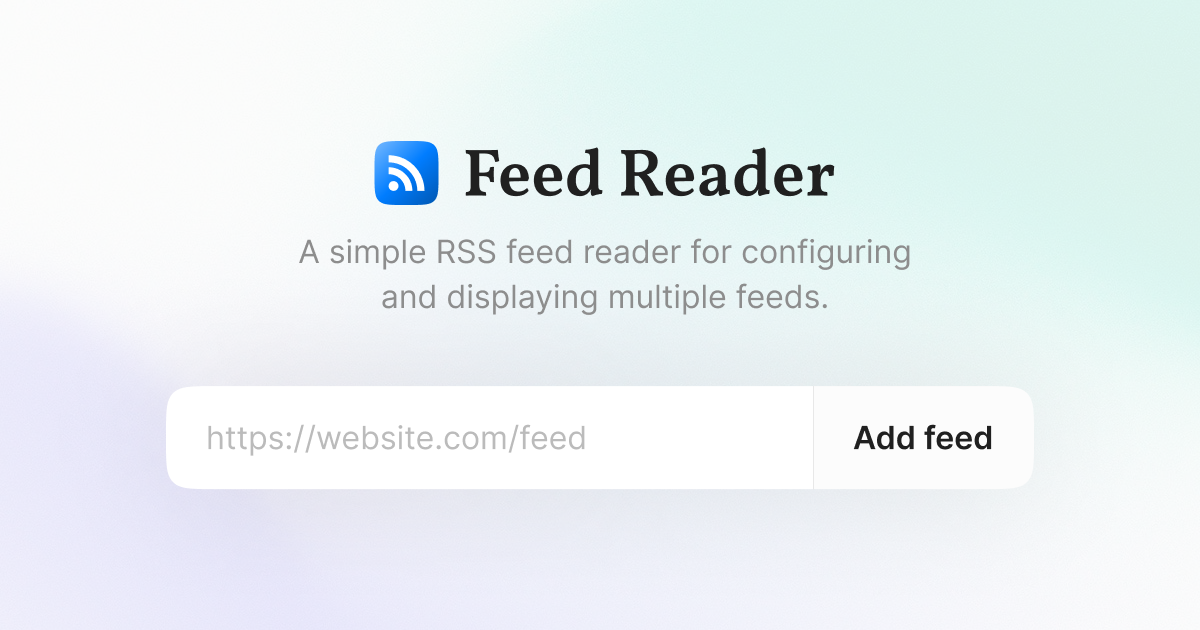 Feed Reader
A simple RSS feed reader for configuring
and displaying multiple feeds.
https://website.com/feed
Add feed